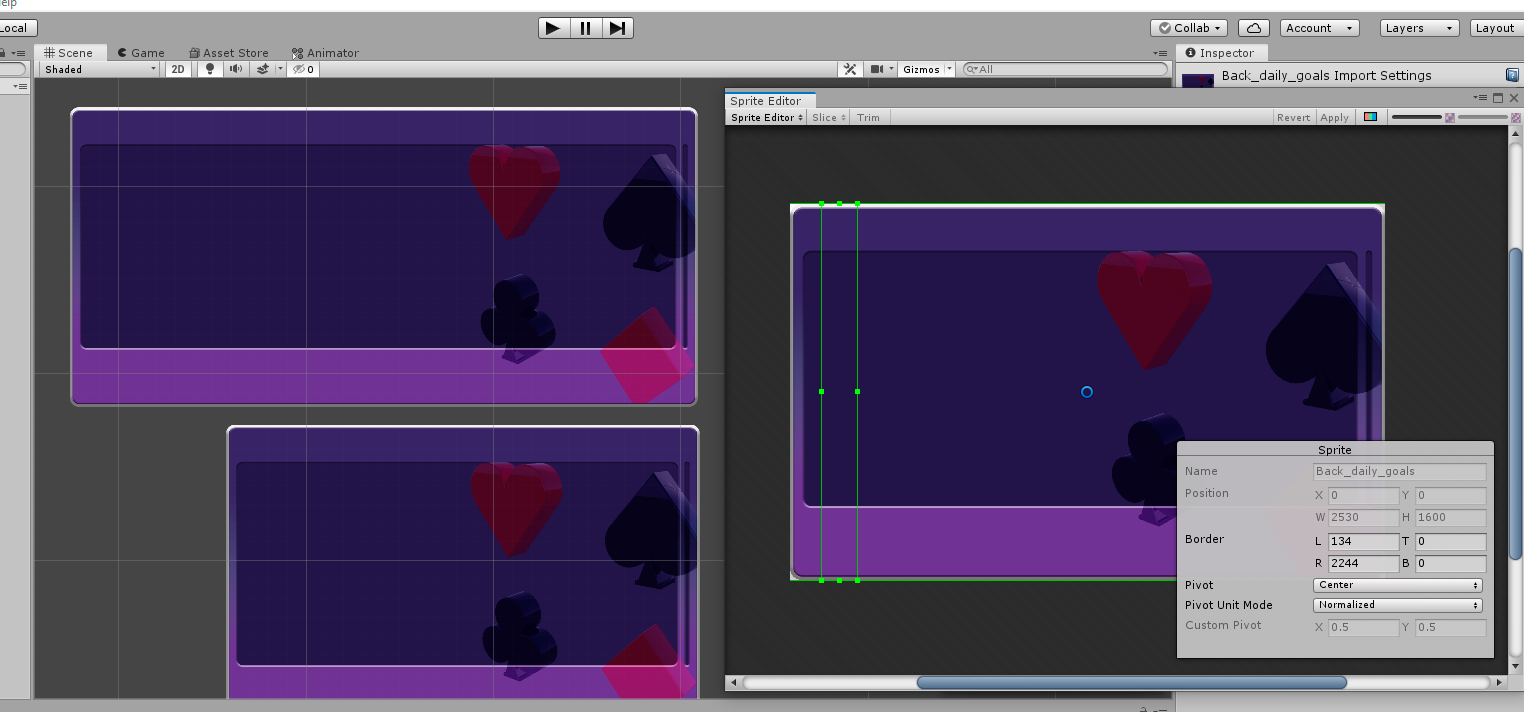 Help
Local
Collab
Account
Layers
Layout
Scene
Game
Asset Store
Animator
Inspector
Shaded
2D
0
Gizmos
All
Back_daily_goals Import Settings
Sprite Editor
Sprite Editor
Slice
Trim
Revert
Apply
Sprite
Name
Back_daily_goals
Position
X 0
Y 0
W 2530
H 1600
Border
L 134
T 0
R 2244
B 0
Pivot
Center
Pivot Unit Mode
Normalized
Custom Pivot
X 0.5
Y 0.5